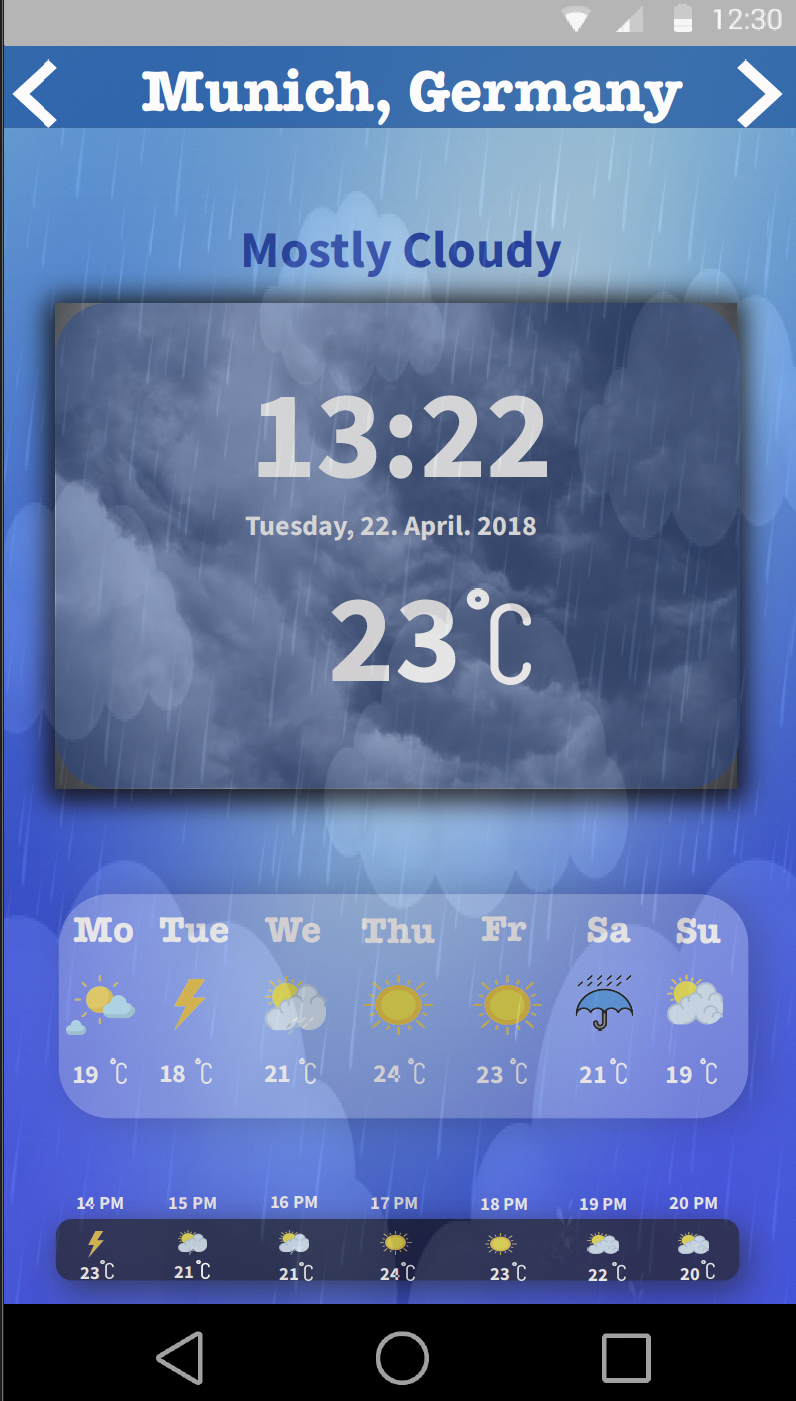 12:30
Munich, Germany
Mostly Cloudy
13:22
Tuesday, 22. April. 2018
23°C
Mo Tue We Thu Fr Sa Su
19 °C 18 °C 21 °C 24 °C 23 °C 21°C 19 °C
14 PM 15 PM 16 PM 17 PM 18 PM 19 PM 20 PM
23°C 21°C 21°C 24°C 23°C 22°C 20°C